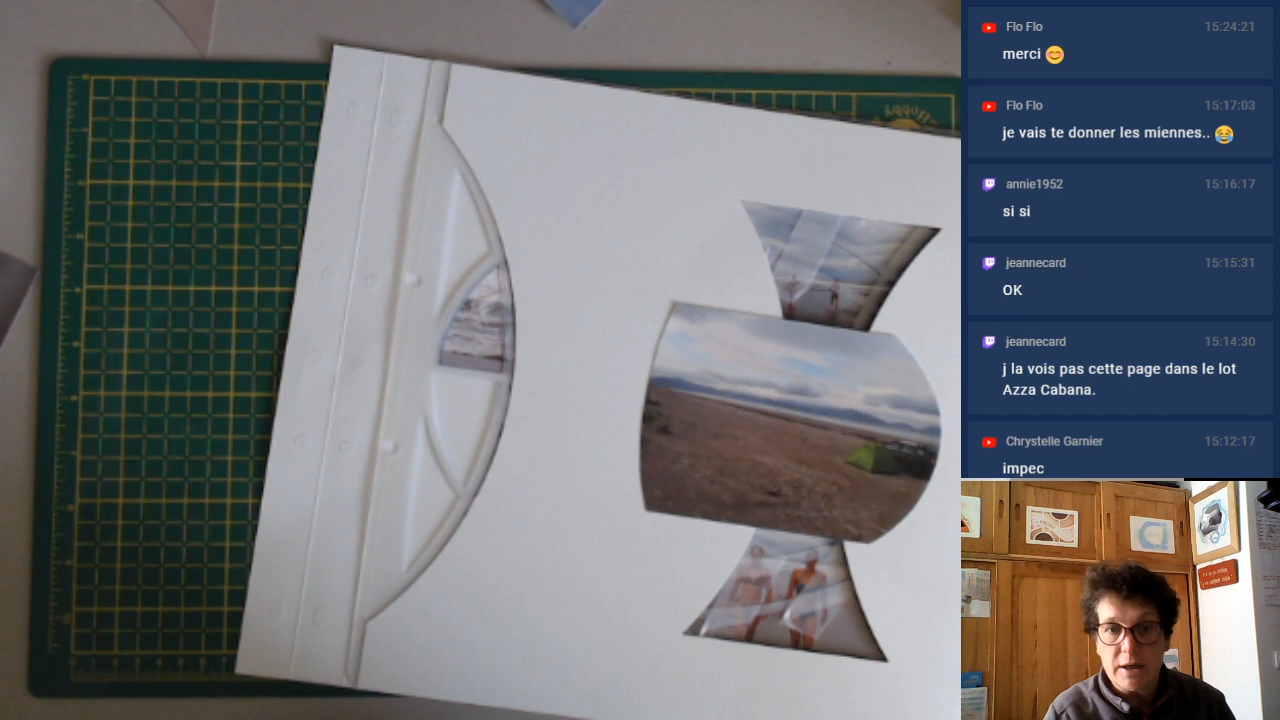 Flo Flo 15:24:21
merci 😊
Flo Flo 15:17:03
je vais te donner les miennes.. 😂
annie1952 15:16:17
si si
jeannecard 15:15:31
OK
jeannecard 15:14:30
j la vois pas cette page dans le lot
Azza Cabana.
Chrystelle Garnier 15:12:17
impec